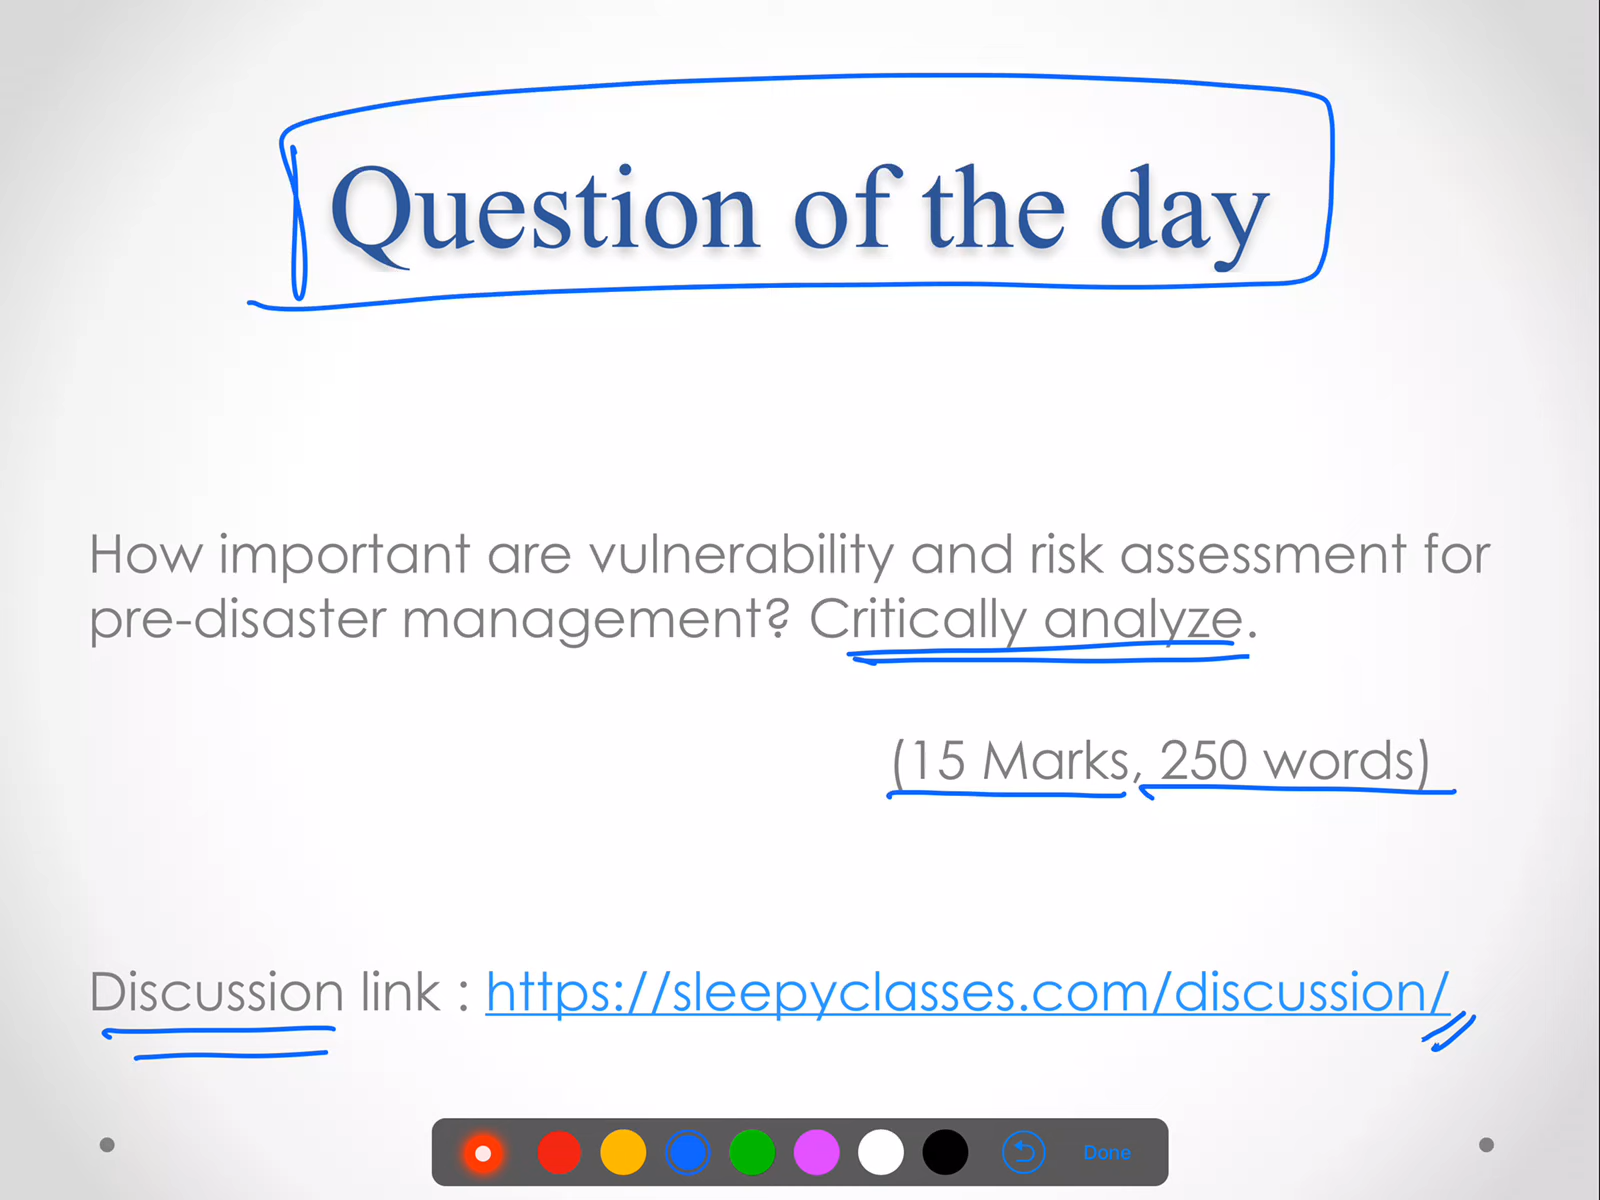 Question of the day
How important are vulnerability and risk assessment for
pre-disaster management? Critically analyze.
(15 Marks, 250 words)
Discussion link : https://sleepyclasses.com/discussion/
Done